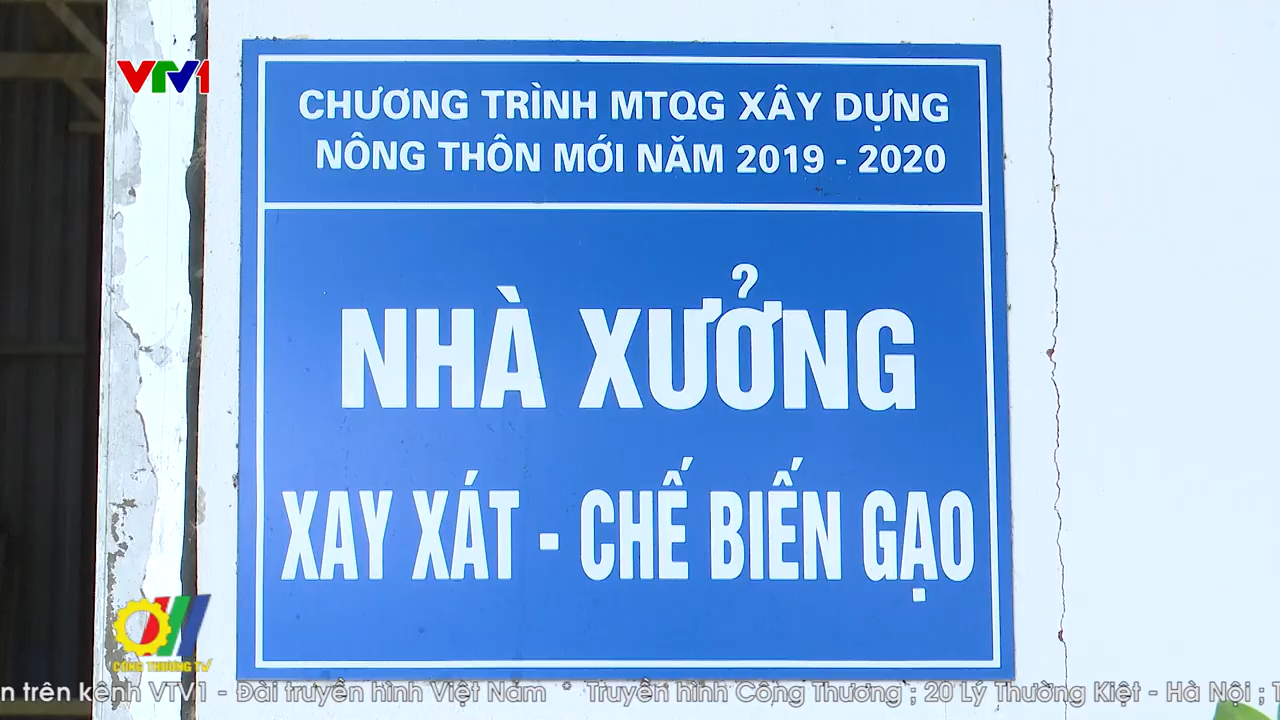 VTV1
CHƯƠNG TRÌNH MTQG XÂY DỰNG
NÔNG THÔN MỚI NĂM 2019 - 2020
NHÀ XƯỞNG
XAY XÁT - CHẾ BIẾN GẠO
CÔNG THƯƠNG TV
trên kênh VTV1 - Đài truyền hình Việt Nam * Truyền hình Công Thương ; 20 Lý Thường Kiệt - Hà Nội ;